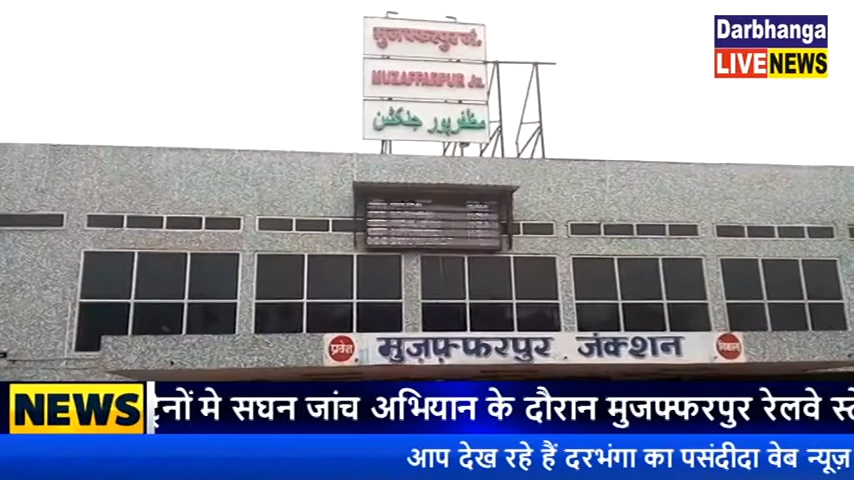 मुजफ्फरपुर जं.
MUZAFFARPUR Jn.
مظفرپور جنکشن
Darbhanga
LIVE NEWS
प्रवेश
मुज़फ़्फरपुर जंक्शन
निकास
NEWS
ट्रेनों मे सघन जांच अभियान के दौरान मुजफ्फरपुर रेलवे
आप देख रहे हैं दरभंगा का पसंदीदा वेब न्यूज़